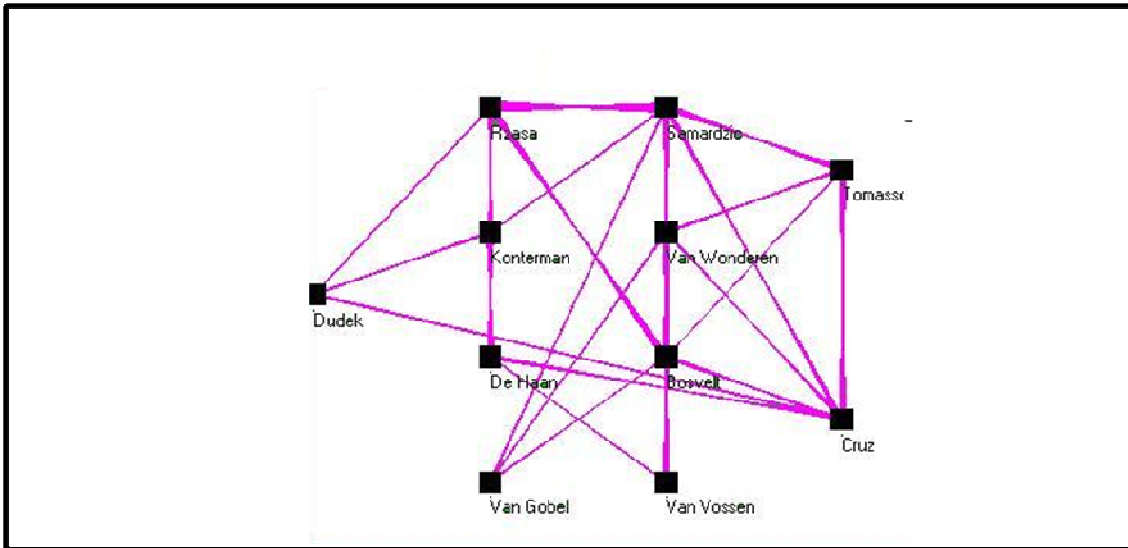 Rzasa
Samardzic
Tomasso
Konterman
Van Wonderen
Dudek
De Haan
Bosvelt
Cruz
Van Gobel
Van Vossen